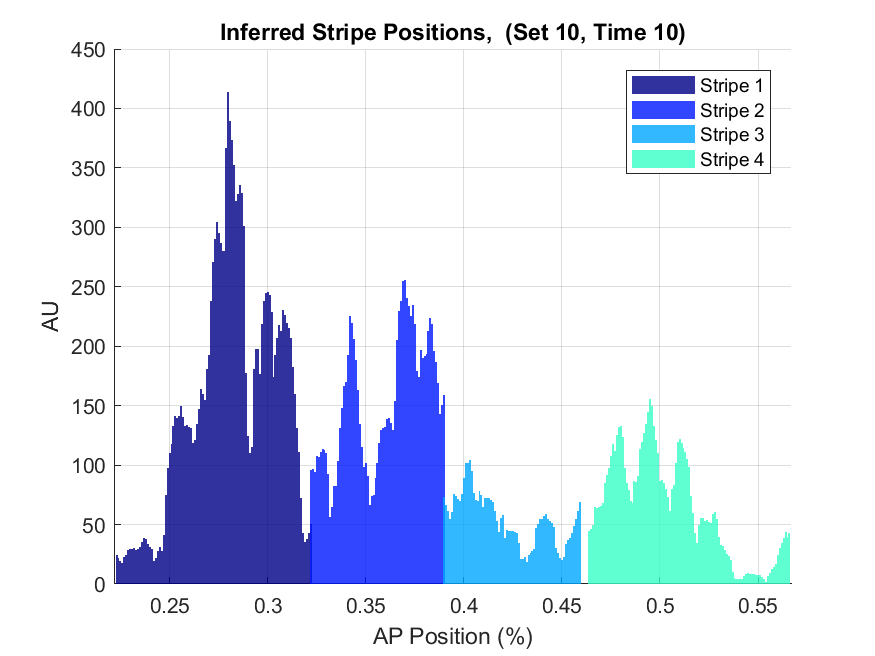 Inferred Stripe Positions,  (Set 10, Time 10)
450
400
350
300
250
200
150
100
50
0
AU
Stripe 1
Stripe 2
Stripe 3
Stripe 4
0.25 0.3 0.35 0.4 0.45 0.5 0.55
AP Position (%)